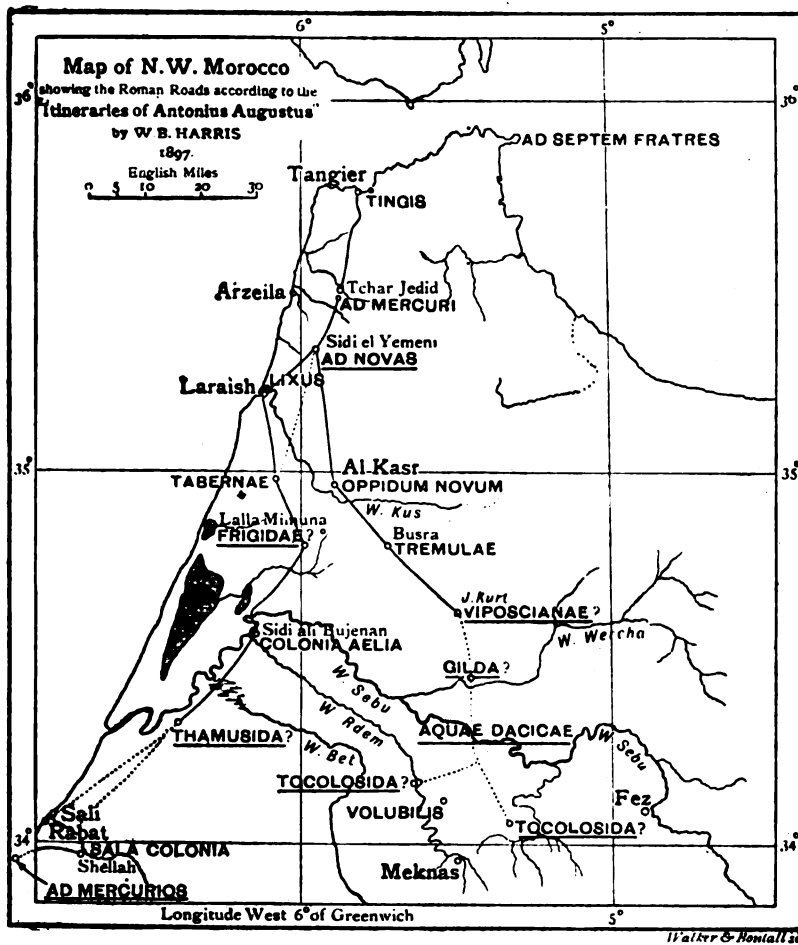 6° 5°
Map of N.W. Morocco
showing the Roman Roads according to the
"Itineraries of Antonius Augustus"
by W. B. HARRIS
1897.
English Miles
0 5 10 20 30
36° 36°
AD SEPTEM FRATRES
Tangier
TINGIS
Arzeila
Tchar Jedid
AD MERCURI
Sidi el Yemeni
AD NOVAS
Laraish
LIXUS
35° 35°
Al Kasr
OPPIDUM NOVUM
TABERNAE
W. Kus
Lalla Mimuna
FRIGIDAE?
Busra
TREMULAE
J. Kurt
VIPOSCIANAE?
W. Wercha
Sidi ali Bujenan
COLONIA AELIA
GILDA?
W. Sebu
W. Rdem
W. Bet
THAMUSIDA?
AQUAE DACICAE
W. Sebu
TOCOLOSIDA?
VOLUBILIS
Fez
TOCOLOSIDA?
Sali
Rabat
34° 34°
SALA COLONIA
Shellah
Meknas
AD MERCURIOS
Longitude West 6° of Greenwich
5°
Walker & Boutall sc